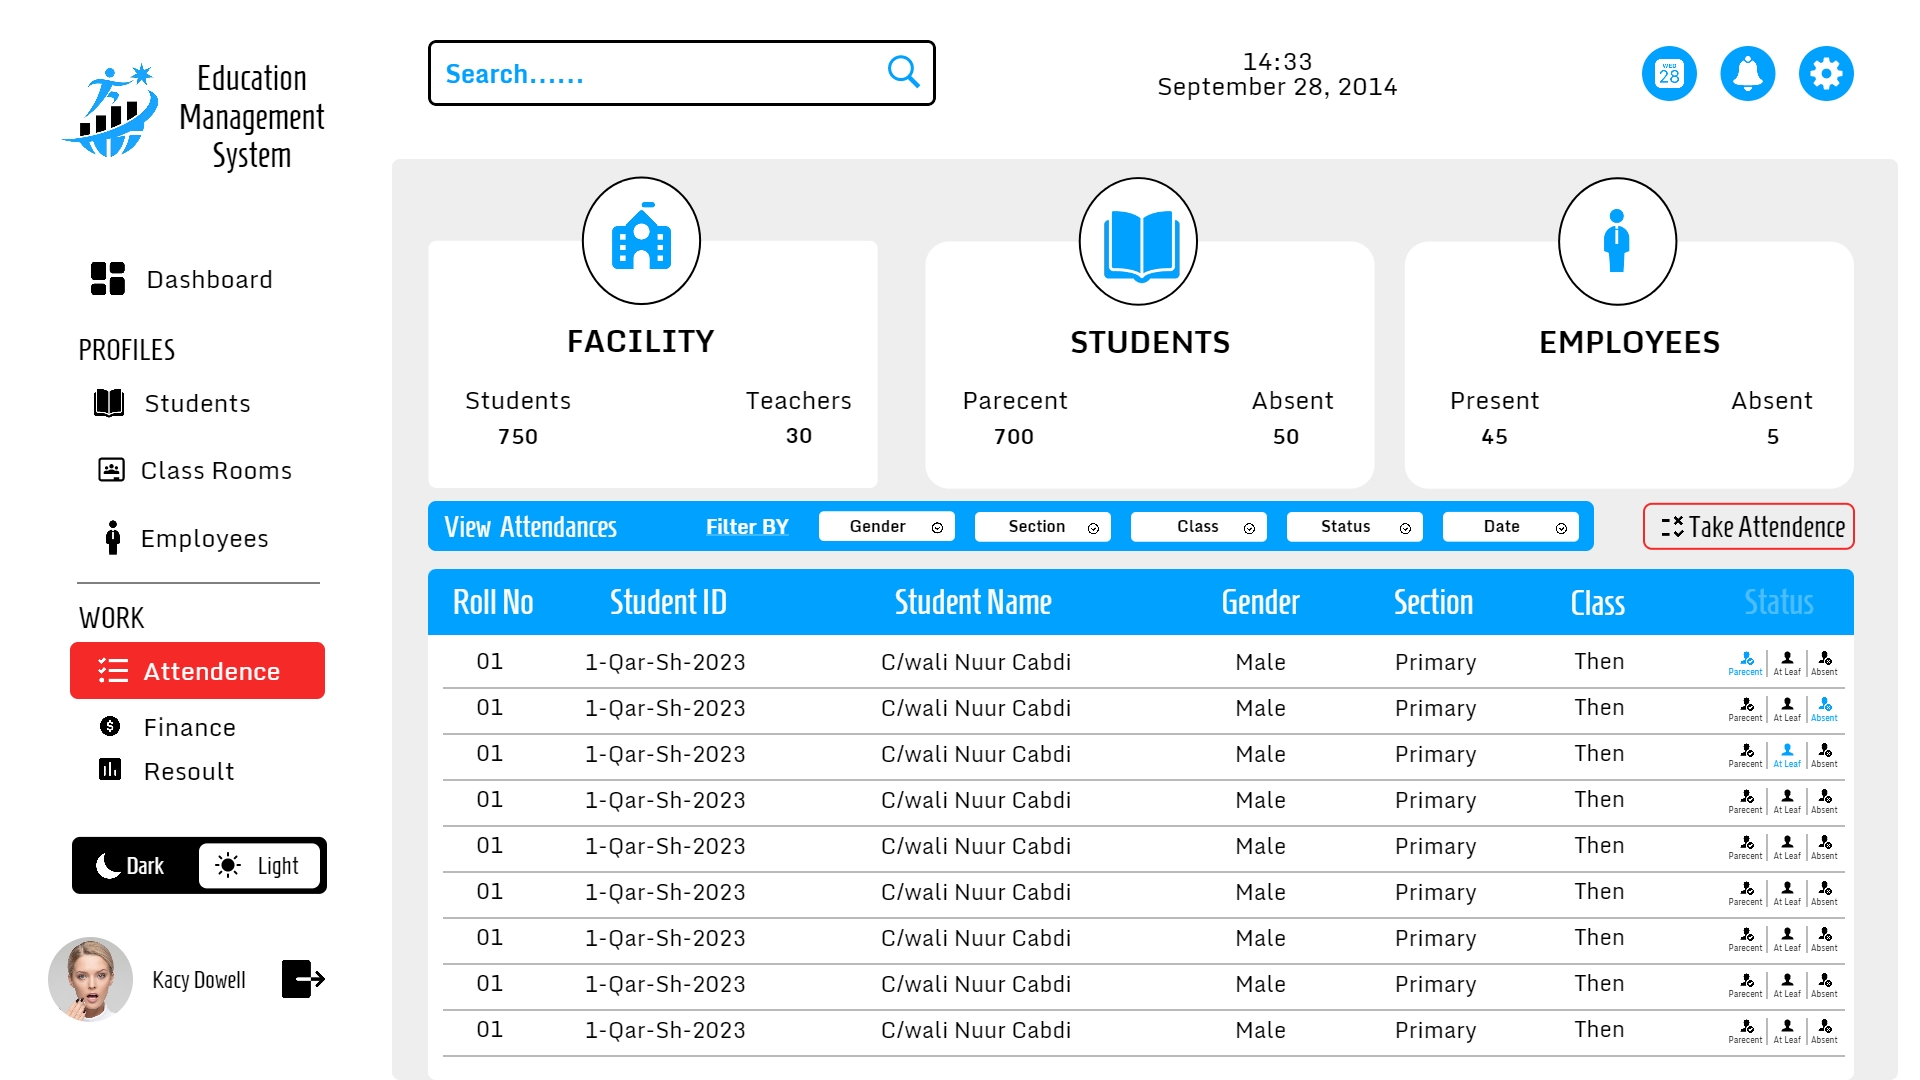 Education
Management
System
Search......
14:33
September 28, 2014
WED
28
Dashboard
PROFILES
Students
Class Rooms
Employees
WORK
Attendence
Finance
Resoult
Dark
Light
Kacy Dowell
FACILITY
Students
Teachers
750
30
STUDENTS
Parecent
Absent
700
50
EMPLOYEES
Present
Absent
45
5
View Attendances
Filter BY
Gender
Section
Class
Status
Date
Take Attendence
Roll No Student ID Student Name Gender Section Class Status
01 1-Qar-Sh-2023 C/wali Nuur Cabdi Male Primary Then Parecent At Leaf Absent
01 1-Qar-Sh-2023 C/wali Nuur Cabdi Male Primary Then Parecent At Leaf Absent
01 1-Qar-Sh-2023 C/wali Nuur Cabdi Male Primary Then Parecent At Leaf Absent
01 1-Qar-Sh-2023 C/wali Nuur Cabdi Male Primary Then Parecent At Leaf Absent
01 1-Qar-Sh-2023 C/wali Nuur Cabdi Male Primary Then Parecent At Leaf Absent
01 1-Qar-Sh-2023 C/wali Nuur Cabdi Male Primary Then Parecent At Leaf Absent
01 1-Qar-Sh-2023 C/wali Nuur Cabdi Male Primary Then Parecent At Leaf Absent
01 1-Qar-Sh-2023 C/wali Nuur Cabdi Male Primary Then Parecent At Leaf Absent
01 1-Qar-Sh-2023 C/wali Nuur Cabdi Male Primary Then Parecent At Leaf Absent